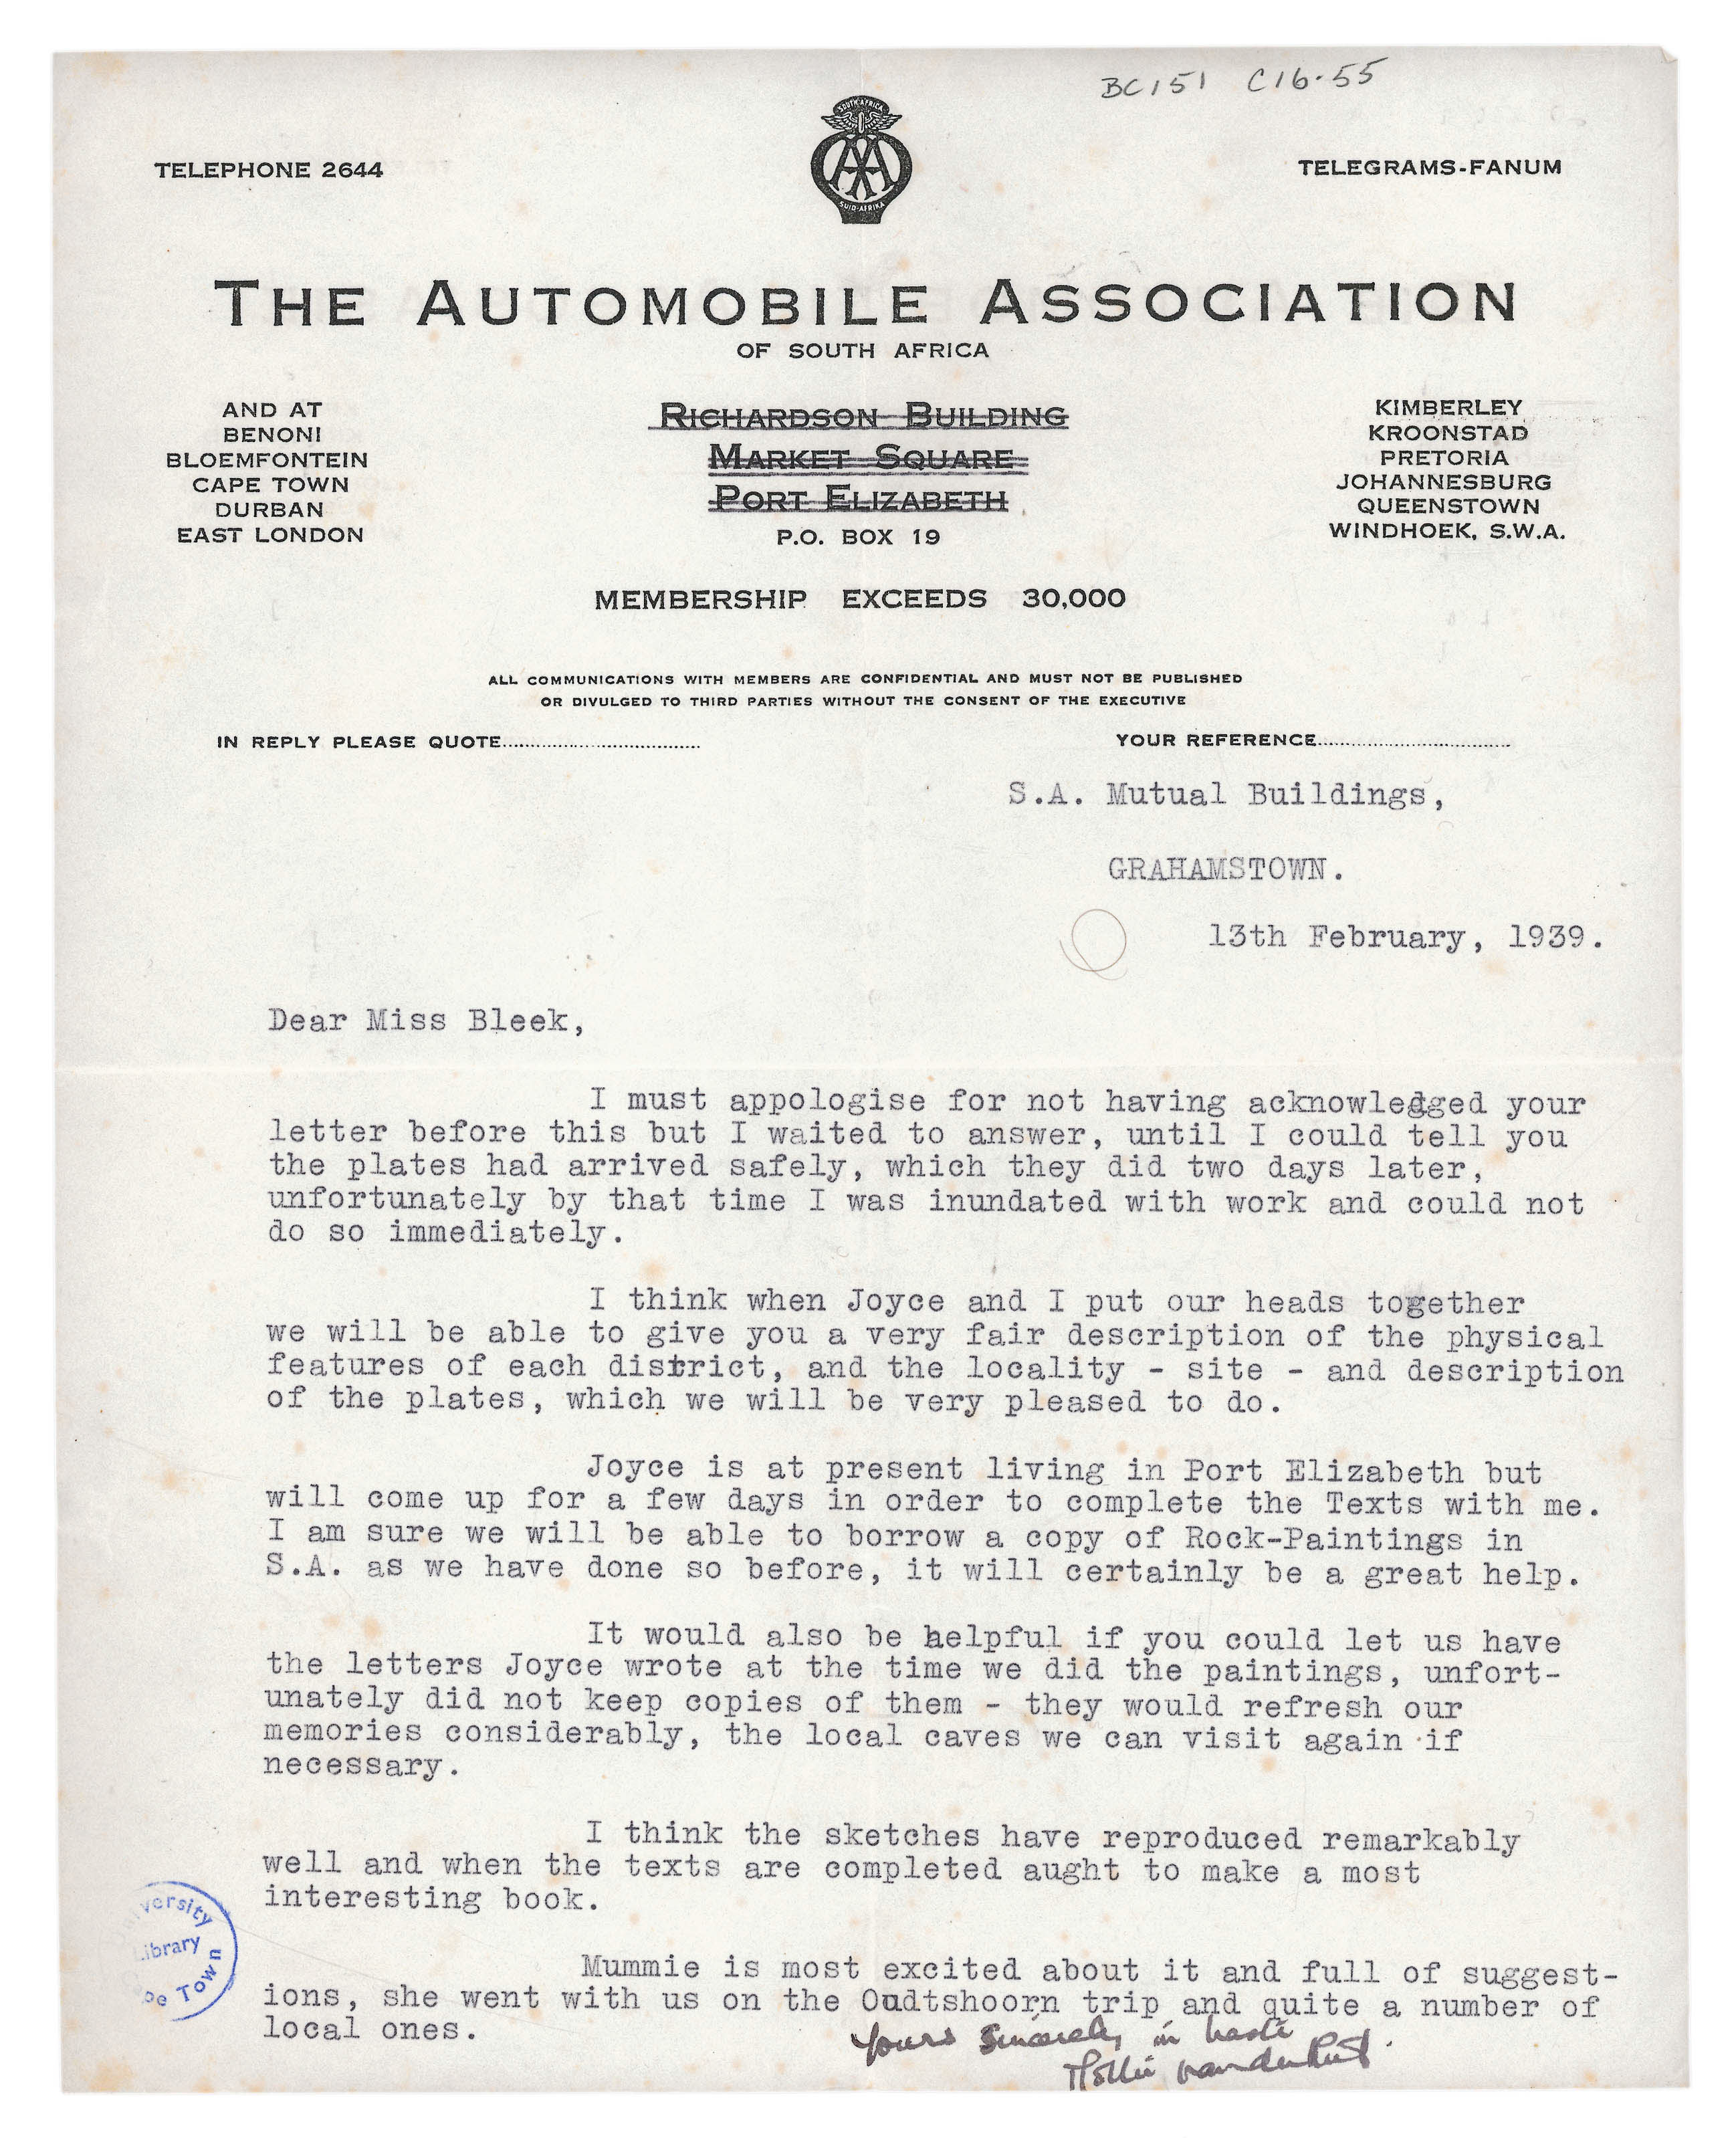 BC151 C16.55
SOUTH AFRICA
AA
SUID-AFRIKA
TELEPHONE 2644
TELEGRAMS-FANUM
THE AUTOMOBILE ASSOCIATION
OF SOUTH AFRICA
AND AT
BENONI
BLOEMFONTEIN
CAPE TOWN
DURBAN
EAST LONDON
RICHARDSON BUILDING
MARKET SQUARE
PORT ELIZABETH
P.O. BOX 19
KIMBERLEY
KROONSTAD
PRETORIA
JOHANNESBURG
QUEENSTOWN
WINDHOEK, S.W.A.
MEMBERSHIP EXCEEDS 30,000
ALL COMMUNICATIONS WITH MEMBERS ARE CONFIDENTIAL AND MUST NOT BE PUBLISHED
OR DIVULGED TO THIRD PARTIES WITHOUT THE CONSENT OF THE EXECUTIVE
IN REPLY PLEASE QUOTE
YOUR REFERENCE
S.A. Mutual Buildings,
GRAHAMSTOWN.
13th February, 1939.
Dear Miss Bleek,
I must appologise for not having acknowledged your
letter before this but I waited to answer, until I could tell you
the plates had arrived safely, which they did two days later,
unfortunately by that time I was inundated with work and could not
do so immediately.
I think when Joyce and I put our heads together
we will be able to give you a very fair description of the physical
features of each district, and the locality - site - and description
of the plates, which we will be very pleased to do.
Joyce is at present living in Port Elizabeth but
will come up for a few days in order to complete the Texts with me.
I am sure we will be able to borrow a copy of Rock-Paintings in
S.A. as we have done so before, it will certainly be a great help.
It would also be helpful if you could let us have
the letters Joyce wrote at the time we did the paintings, unfort-
unately did not keep copies of them - they would refresh our
memories considerably, the local caves we can visit again if
necessary.
I think the sketches have reproduced remarkably
well and when the texts are completed aught to make a most
interesting book.
Mummie is most excited about it and full of suggest-
ions, she went with us on the Oudtshoorn trip and quite a number of
local ones.
Yours Sincerely in haste
Mollie van der Riet.
versity
ibrary
pe Town